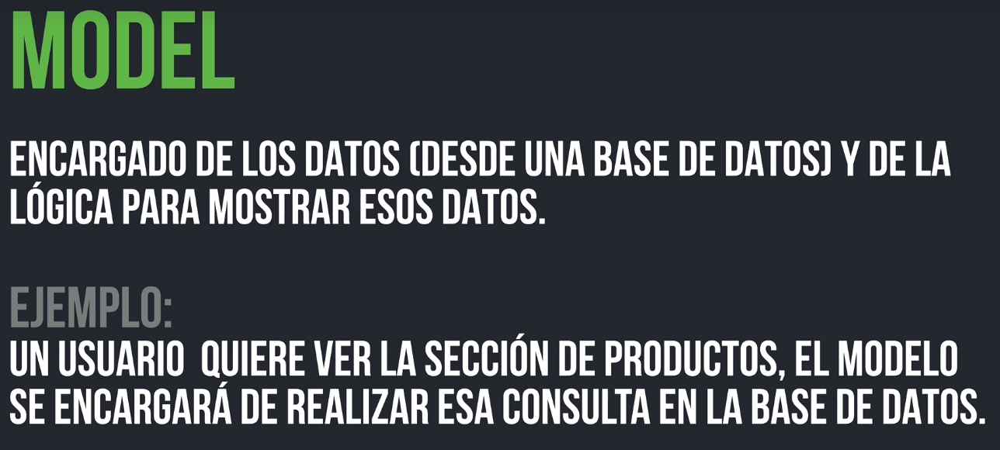 MODEL
ENCARGADO DE LOS DATOS (DESDE UNA BASE DE DATOS) Y DE LA
LÓGICA PARA MOSTRAR ESOS DATOS.
EJEMPLO:
UN USUARIO QUIERE VER LA SECCIÓN DE PRODUCTOS, EL MODELO
SE ENCARGARÁ DE REALIZAR ESA CONSULTA EN LA BASE DE DATOS.